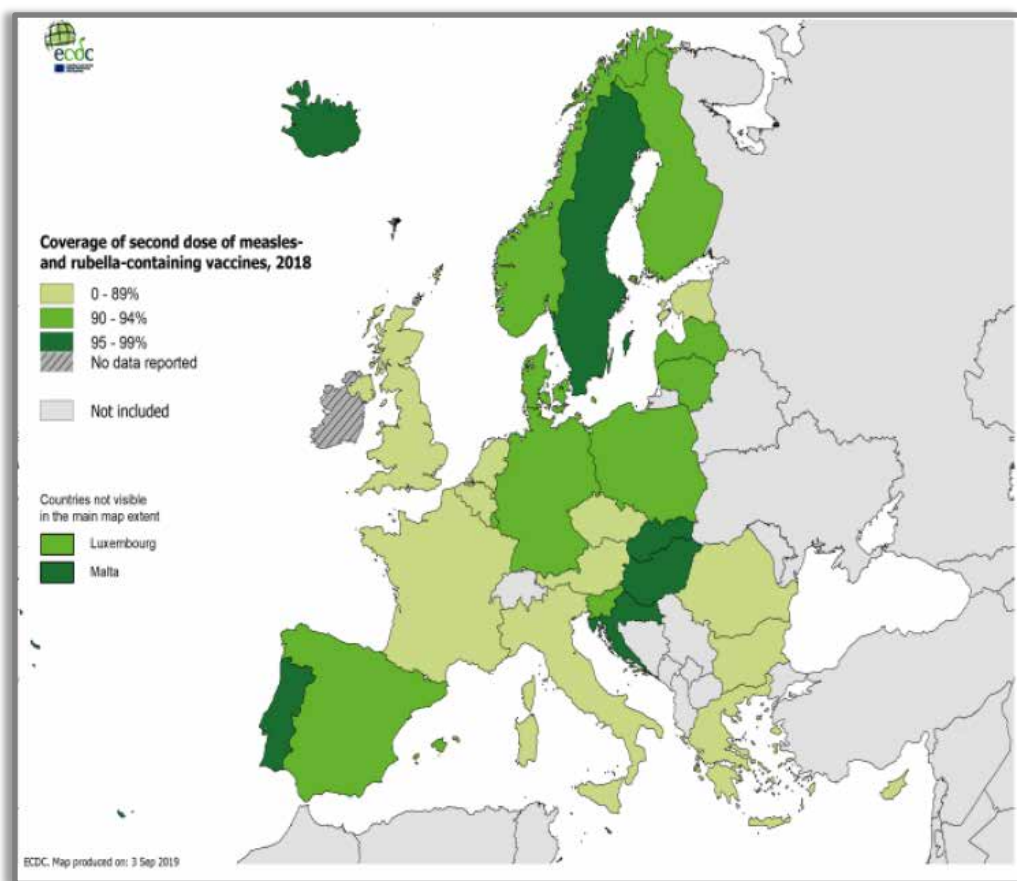 ecdc
Coverage of second dose of measles-
and rubella-containing vaccines, 2018
0 - 89%
90 - 94%
95 - 99%
No data reported
Not included
Countries not visible
in the main map extent
Luxembourg
Malta
ECDC. Map produced on: 3 Sep 2019